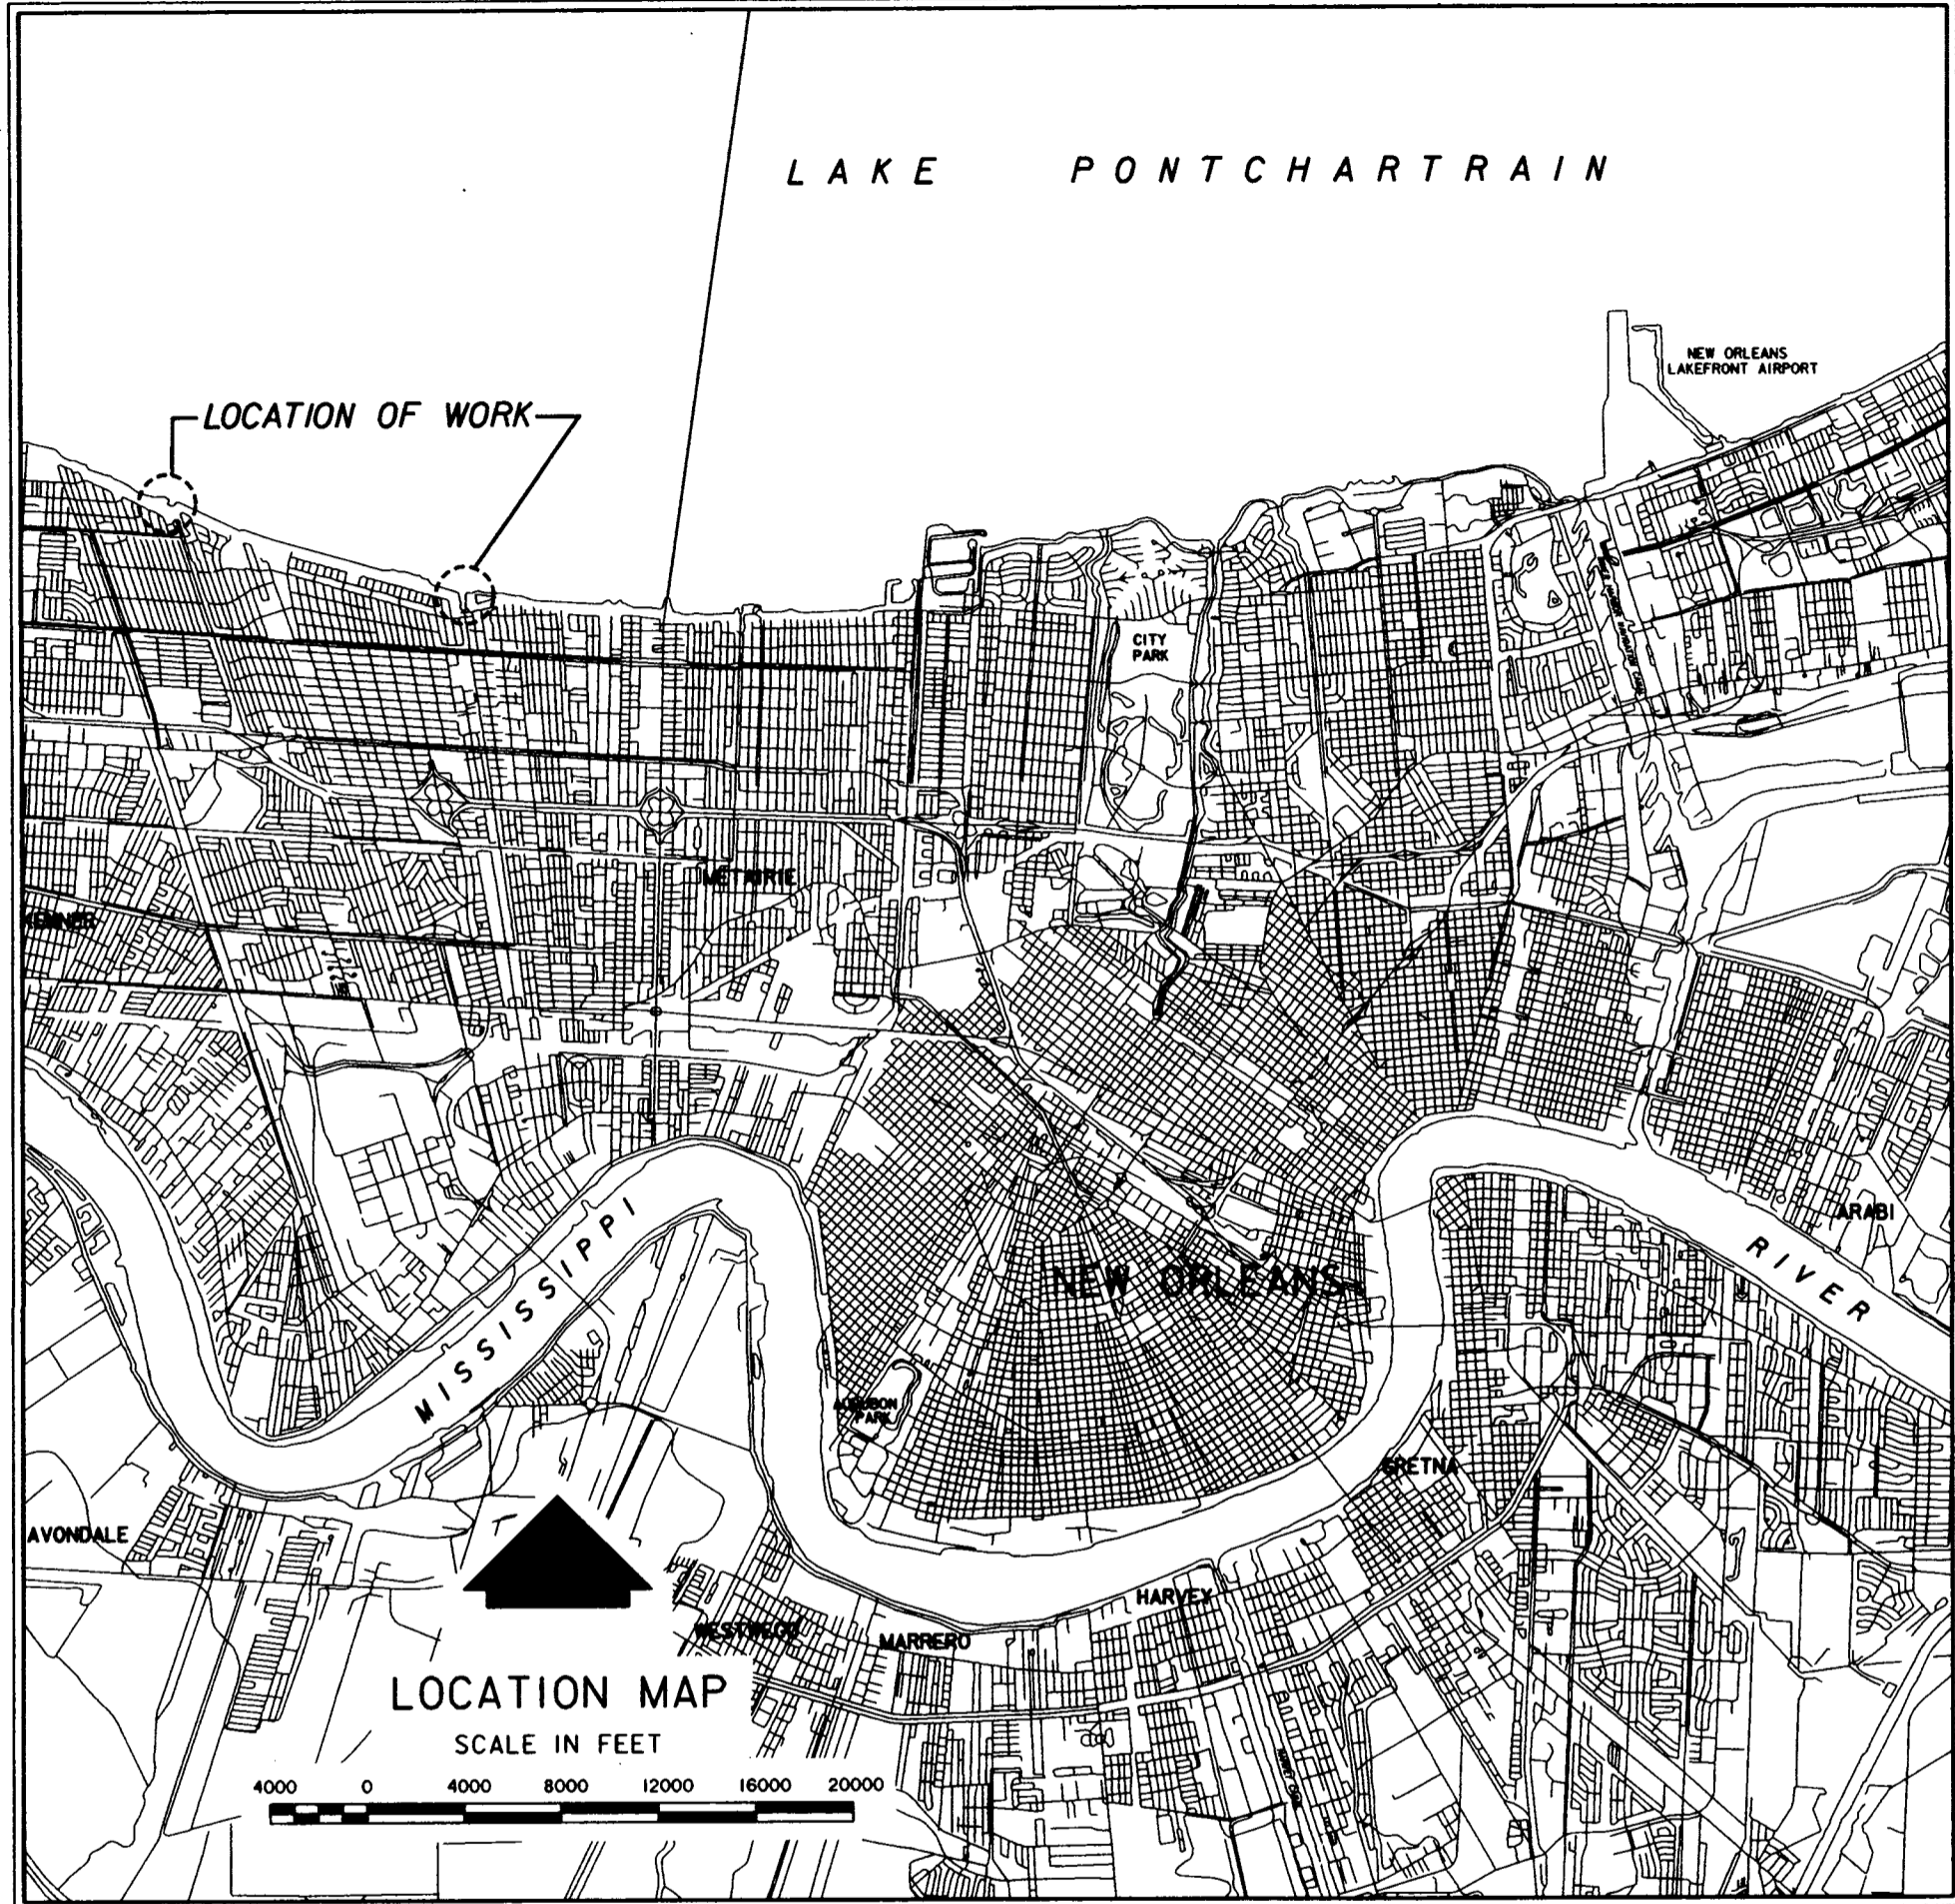 LAKE PONTCHARTRAIN
NEW ORLEANS
LAKEFRONT AIRPORT
LOCATION OF WORK
CITY
PARK
METAIRIE
KENNER
ARABI
MISSISSIPPI
RIVER
NEW ORLEANS
AUDUBON
PARK
GRETNA
AVONDALE
HARVEY
WESTWEGO
MARRERO
LOCATION MAP
SCALE IN FEET
4000 0 4000 8000 12000 16000 20000